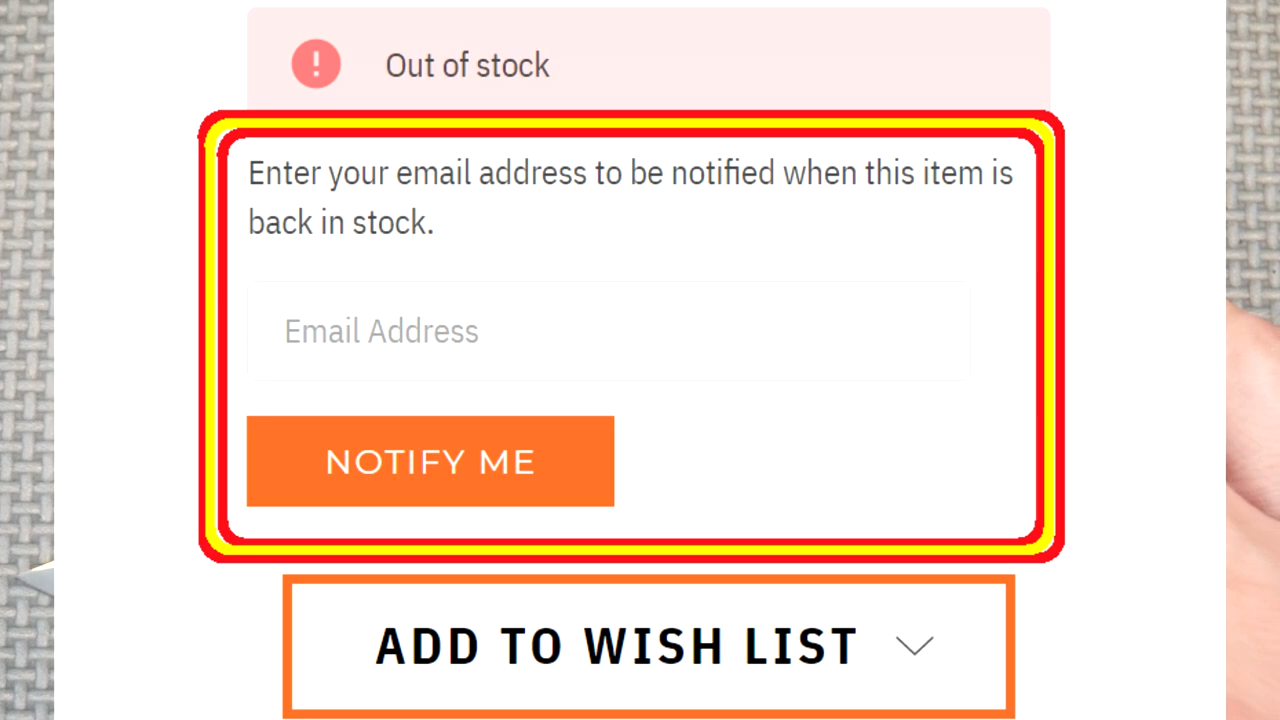 Out of stock
Enter your email address to be notified when this item is
back in stock.
Email Address
NOTIFY ME
ADD TO WISH LIST